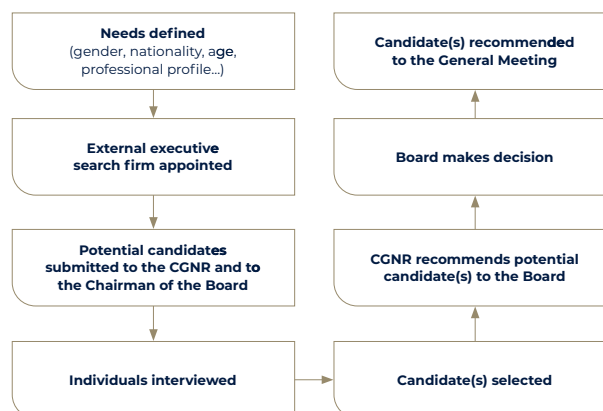 Needs defined
(gender, nationality, age,
professional profile...)
External executive
search firm appointed
Potential candidates
submitted to the CGNR and to
the Chairman of the Board
Individuals interviewed
Candidate(s) selected
CGNR recommends potential
candidate(s) to the Board
Board makes decision
Candidate(s) recommended
to the General Meeting